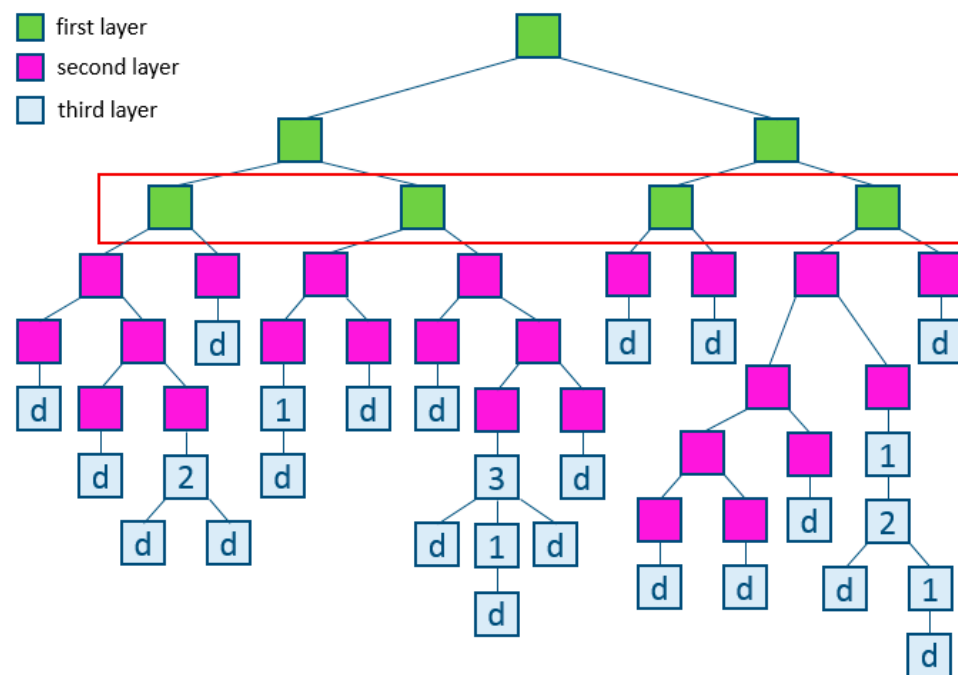 first layer
second layer
third layer
d
d d d
d 1 d d
d 2 d 3 d 1
d d d 1 d d 2
d d d d 1
d d